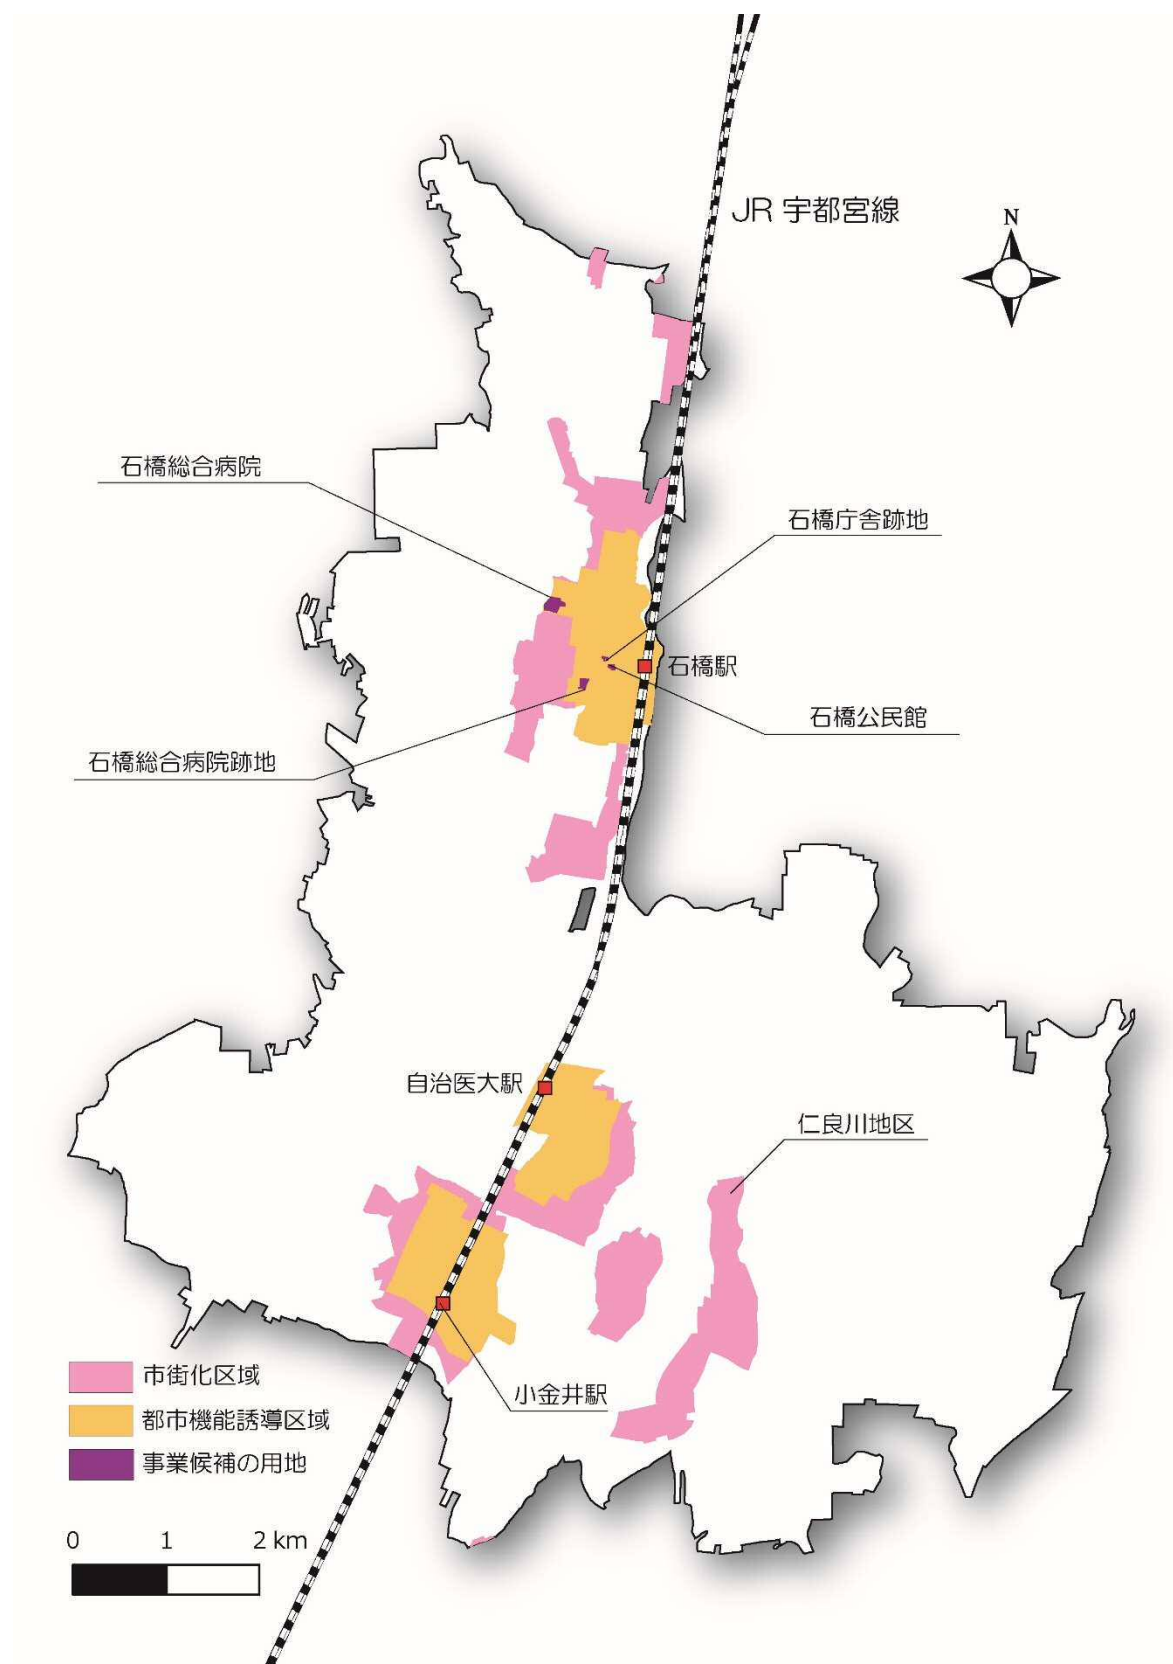 JR 宇都宮線
N
石橋総合病院
石橋庁舎跡地
石橋駅
石橋公民館
石橋総合病院跡地
自治医大駅
仁良川地区
市街化区域
小金井駅
都市機能誘導区域
事業候補の用地
0 1 2 km